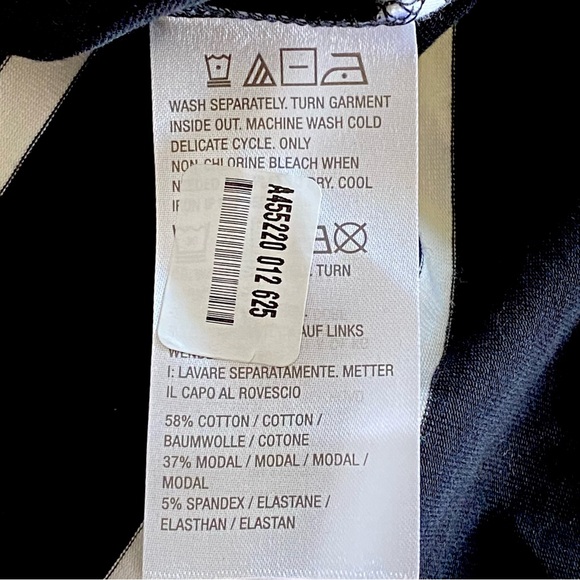 WASH SEPARATELY. TURN GARMENT
INSIDE OUT. MACHINE WASH COLD
DELICATE CYCLE. ONLY
NON-CHLORINE BLEACH WHEN
DRY. COOL
A455220 012 625
. TURN
AUF LINKS
I: LAVARE SEPARATAMENTE. METTER
IL CAPO AL ROVESCIO
58% COTTON / COTTON /
BAUMWOLLE / COTONE
37% MODAL / MODAL / MODAL /
MODAL
5% SPANDEX / ELASTANE /
ELASTHAN / ELASTAN